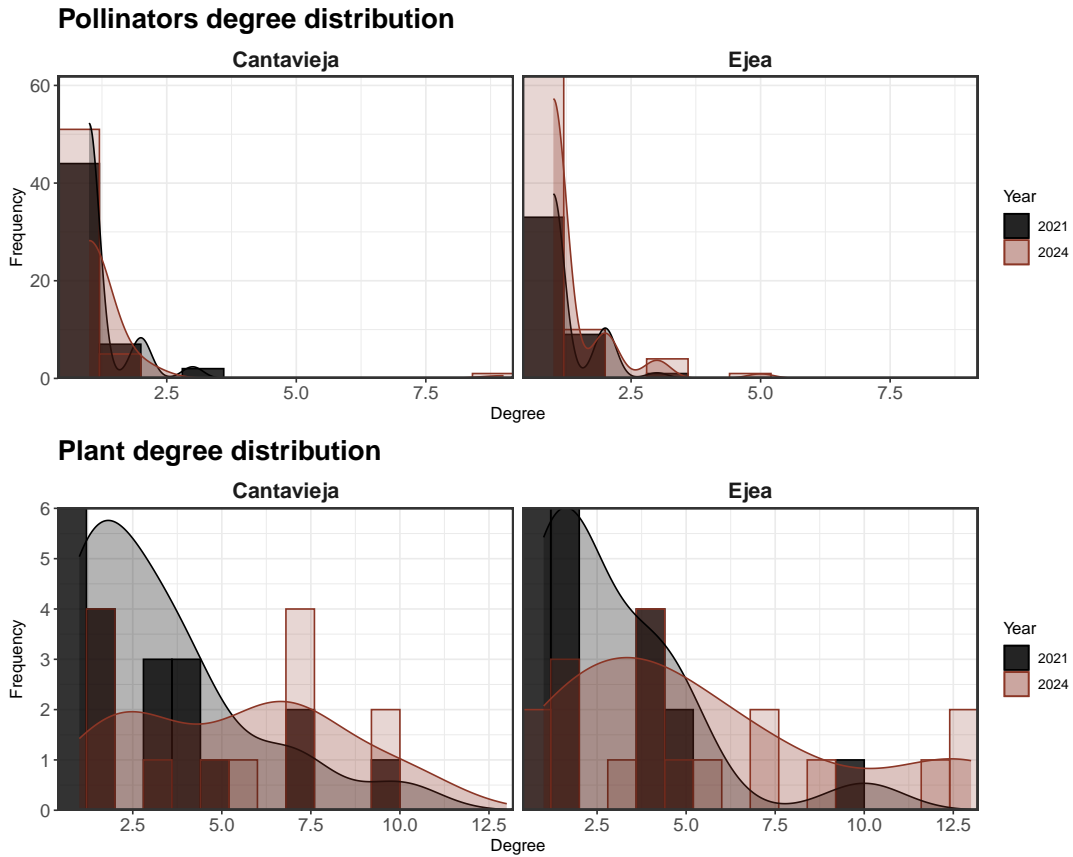 Pollinators degree distribution
Cantavieja Ejea
60
40
20
0
Frequency
2.5 5.0 7.5 2.5 5.0 7.5
Degree
Year
2021
2024
Plant degree distribution
Cantavieja Ejea
6
5
4
3
2
1
0
Frequency
2.5 5.0 7.5 10.0 12.5 2.5 5.0 7.5 10.0 12.5
Degree
Year
2021
2024